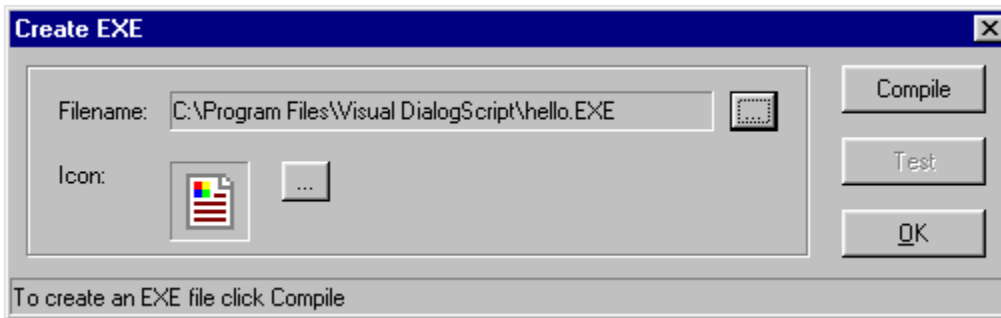 Create EXE
Filename: C:\Program Files\Visual DialogScript\hello.EXE ...
Compile
Icon: ...
Test
OK
To create an EXE file click Compile